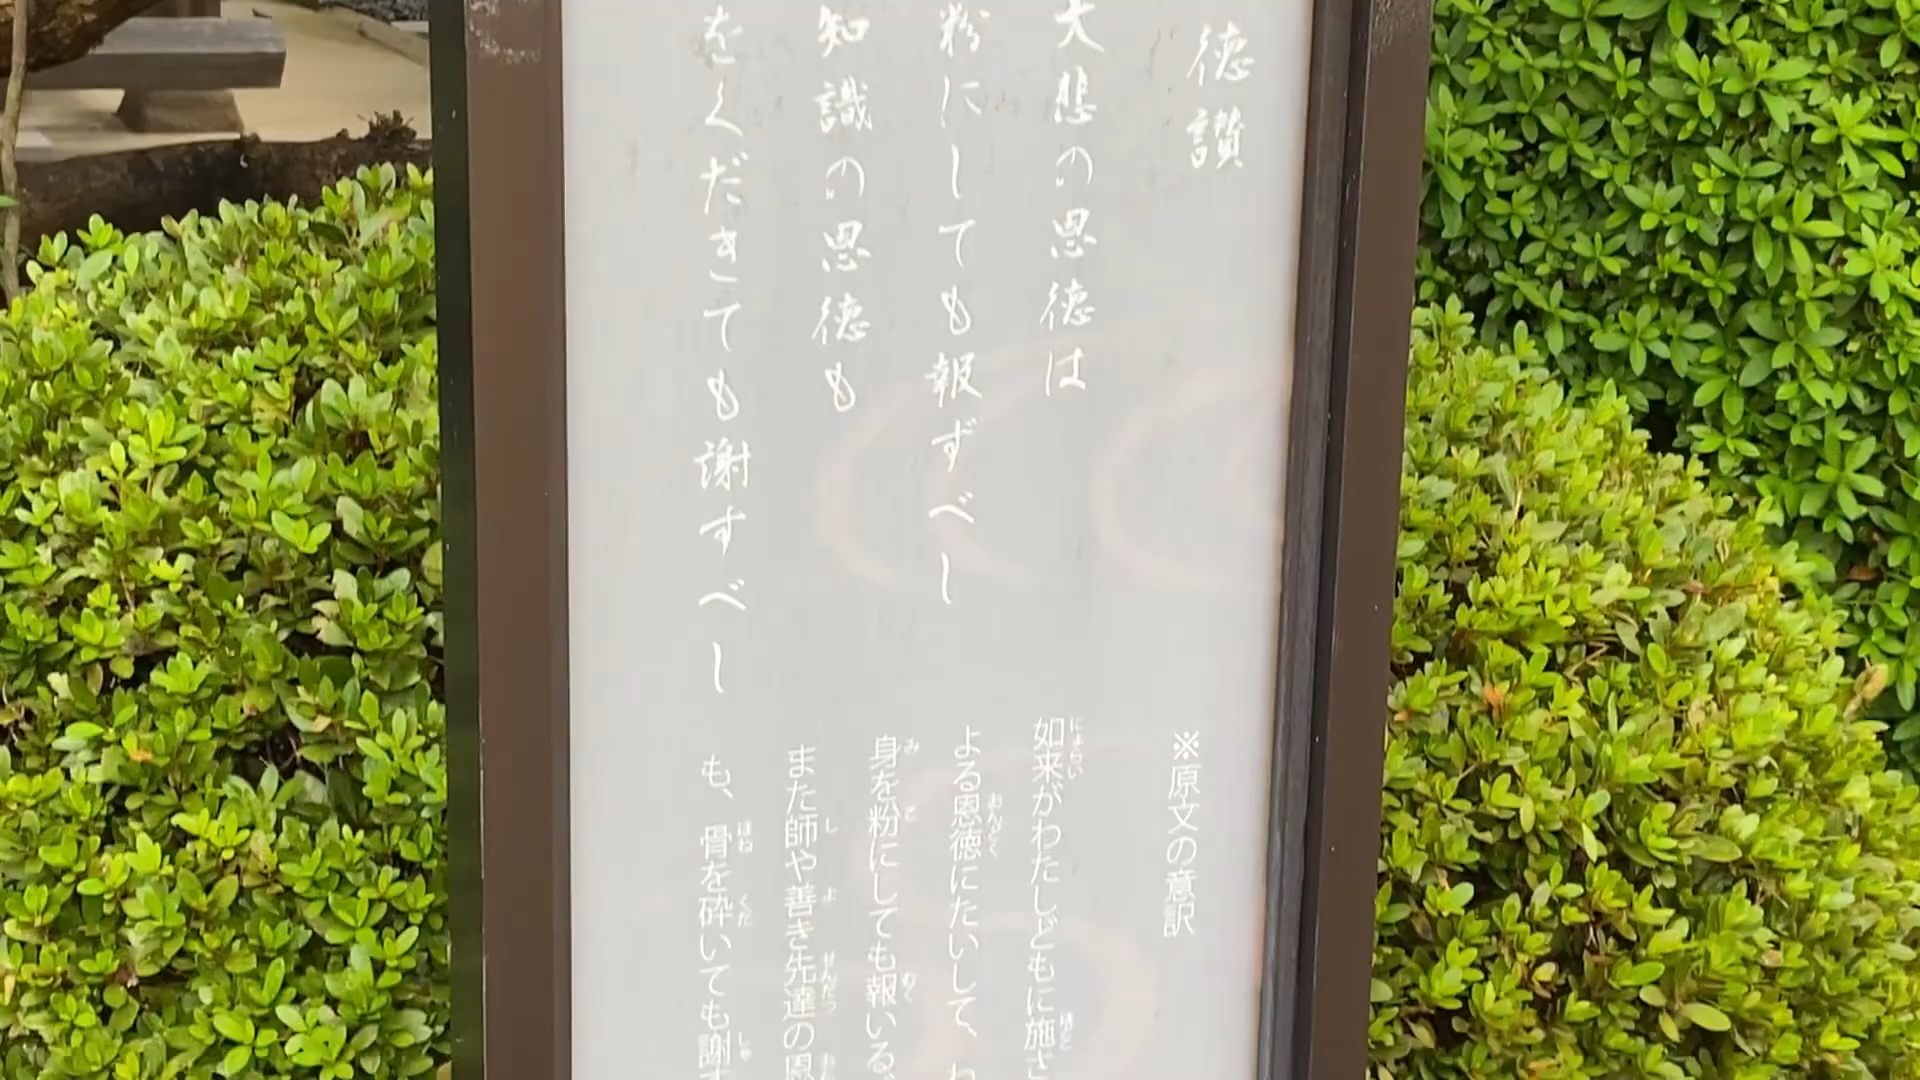 徳讃
大悲の恩徳は
粉にしても報ずべし
知識の恩徳も
をくだきても謝すべし
※原文の意訳
如来がわたしどもに施さ
よる恩徳にたいして、わ
身を粉にしても報いる
また師や善き先達の恩
も、骨を砕いても謝す